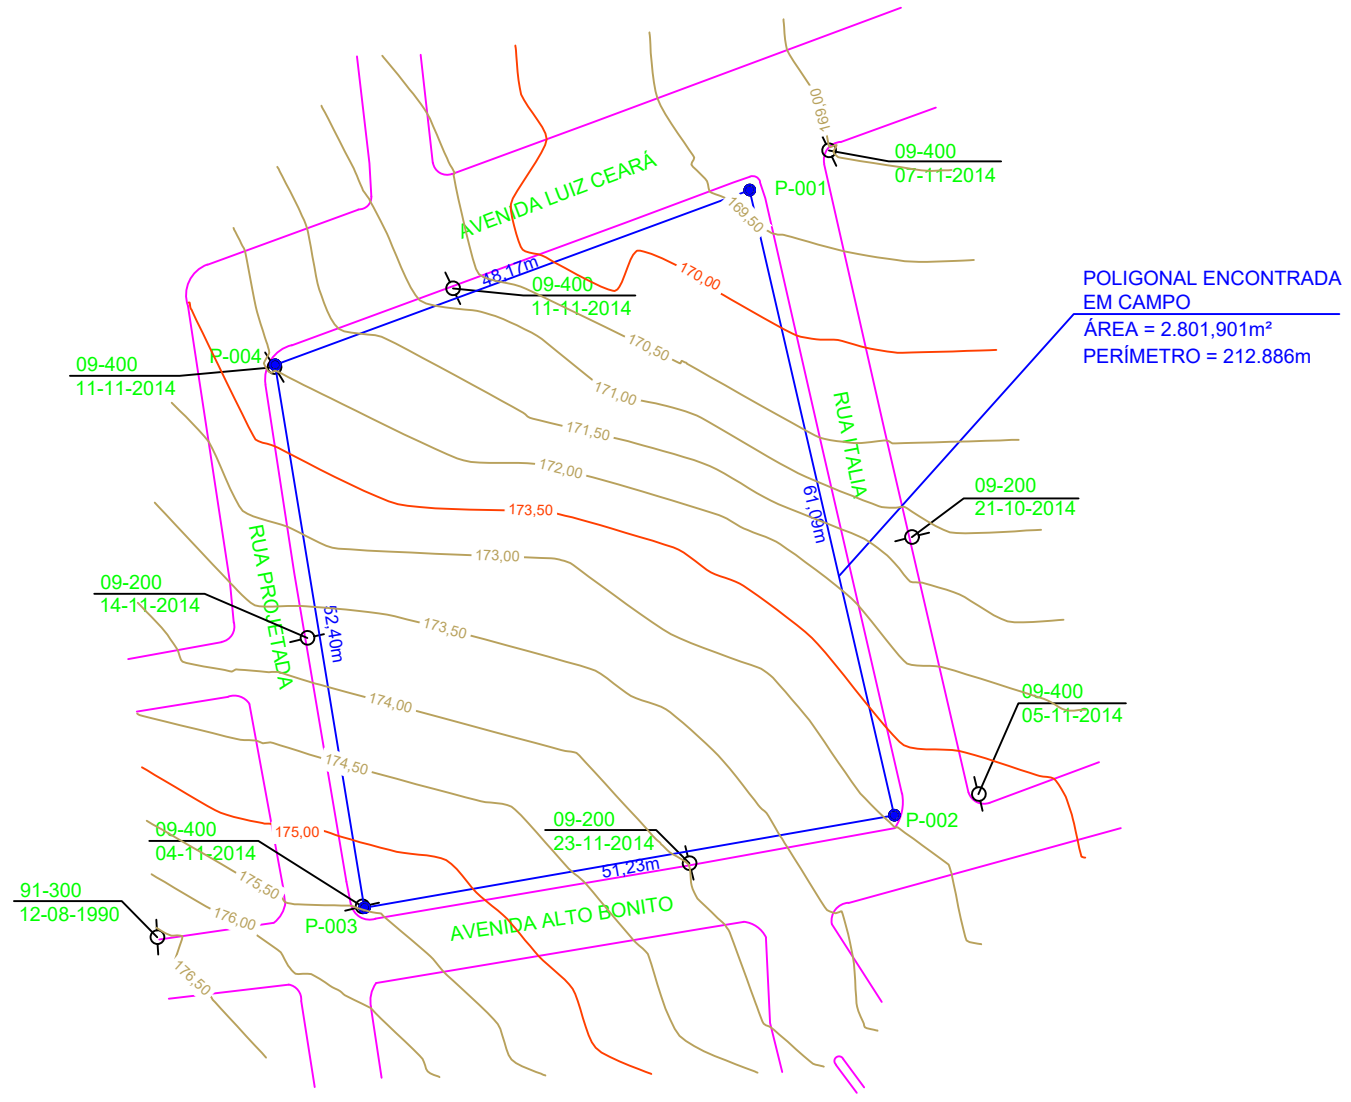 169,00
09-400
07-11-2014
AVENIDA LUIZ CEARÁ
P-001
169,50
48,17m
09-400
11-11-2014
170,00
POLIGONAL ENCONTRADA
EM CAMPO
ÁREA = 2.801,901m²
PERÍMETRO = 212.886m
P-004
09-400
11-11-2014
170,50
171,00
RUA ITALIA
171,50
172,00
09-200
21-10-2014
61,09m
173,50
RUA PROJETADA
173,00
09-200
14-11-2014
52,40m
173,50
174,00
09-400
05-11-2014
174,50
09-200
23-11-2014
P-002
09-400
04-11-2014
175,00
51,23m
175,50
91-300
12-08-1990
176,00
P-003
AVENIDA ALTO BONITO
176,50